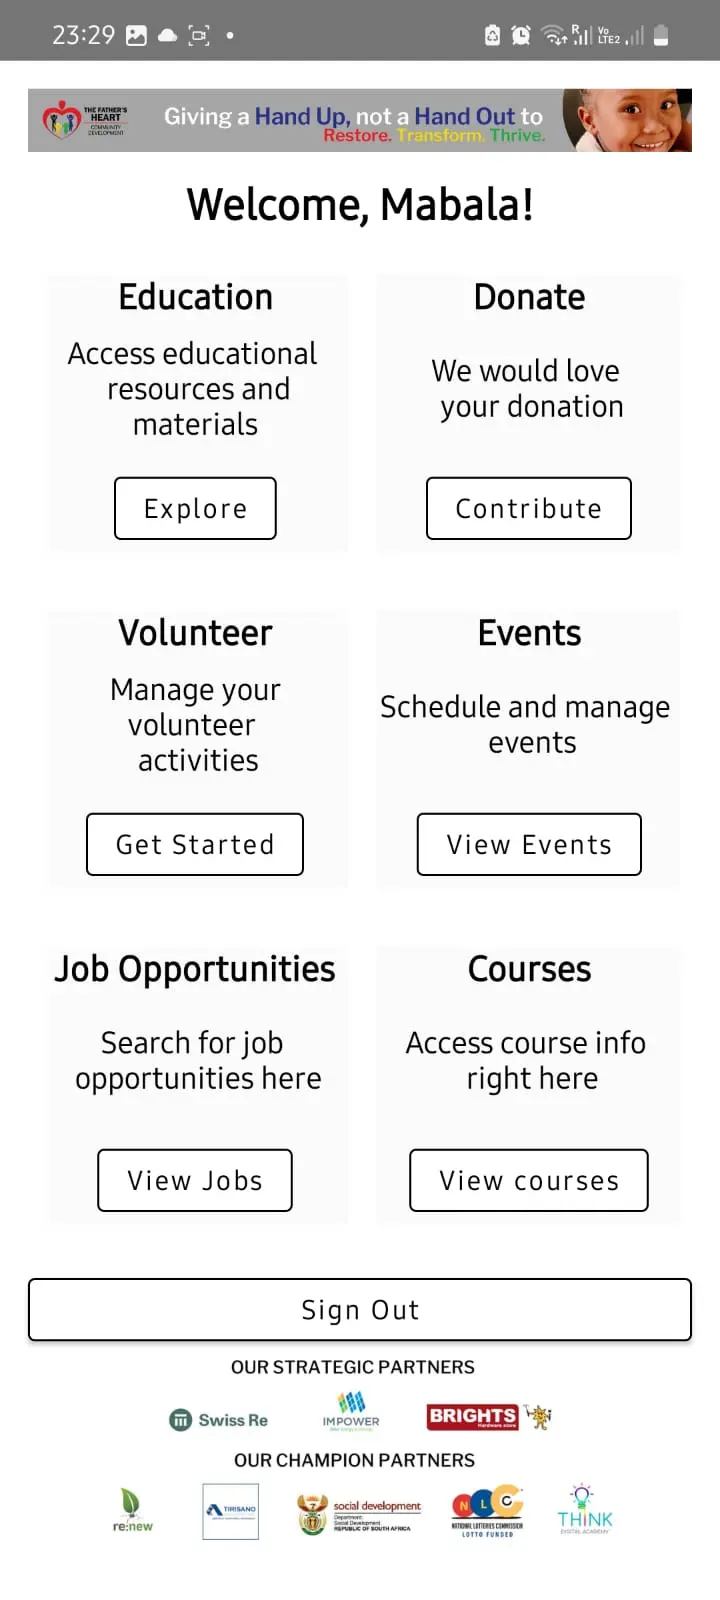 23:29
R
Vo
LTE2
THE FATHER'S
HEART
COMMUNITY
DEVELOPMENT
Giving a Hand Up, not a Hand Out to
Restore. Transform. Thrive.
Welcome, Mabala!
Education
Access educational
resources and
materials
Explore
Donate
We would love
your donation
Contribute
Volunteer
Manage your
volunteer
activities
Get Started
Events
Schedule and manage
events
View Events
Job Opportunities
Search for job
opportunities here
View Jobs
Courses
Access course info
right here
View courses
Sign Out
OUR STRATEGIC PARTNERS
Swiss Re
IMPOWER
BRIGHTS
Hardware store
OUR CHAMPION PARTNERS
re:new
TIRISANO
social development
Department:
Social Development
REPUBLIC OF SOUTH AFRICA
NLC
NATIONAL LOTTERIES COMMISSION
LOTTO FUNDED
THINK
DIGITAL ACADEMY